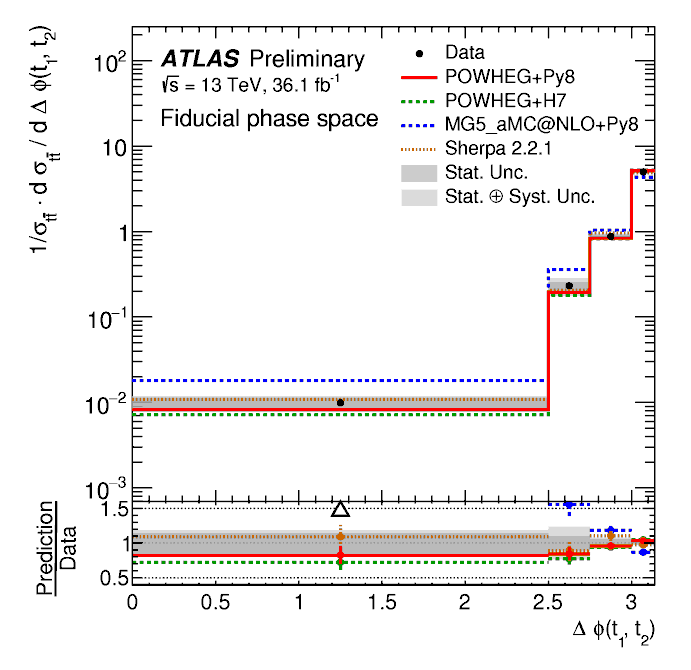 ATLAS Preliminary
√s = 13 TeV, 36.1 fb⁻¹
Fiducial phase space
Data
POWHEG+Py8
POWHEG+H7
MG5_aMC@NLO+Py8
Sherpa 2.2.1
Stat. Unc.
Stat. ⊕ Syst. Unc.
1/σ_tt̄ · d σ_tt̄ / d Δ ϕ(t₁, t₂)
10²
10
1
10⁻¹
10⁻²
10⁻³
Prediction
Data
1.5
1
0.5
0 0.5 1 1.5 2 2.5 3
Δ ϕ(t₁, t₂)